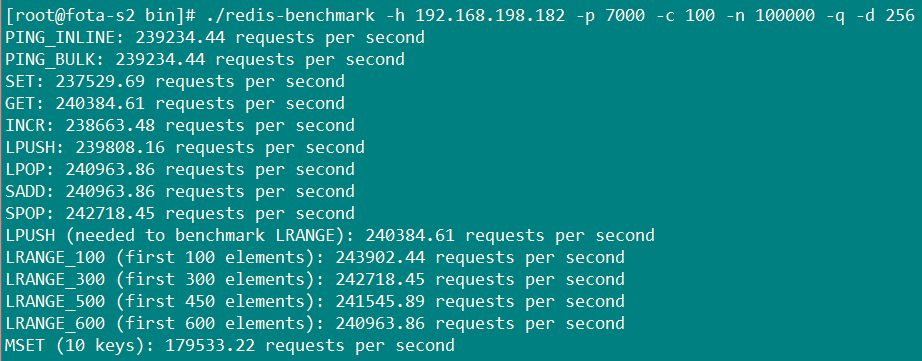 [root@fota-s2 bin]# ./redis-benchmark -h 192.168.198.182 -p 7000 -c 100 -n 100000 -q -d 256
PING_INLINE: 239234.44 requests per second
PING_BULK: 239234.44 requests per second
SET: 237529.69 requests per second
GET: 240384.61 requests per second
INCR: 238663.48 requests per second
LPUSH: 239808.16 requests per second
LPOP: 240963.86 requests per second
SADD: 240963.86 requests per second
SPOP: 242718.45 requests per second
LPUSH (needed to benchmark LRANGE): 240384.61 requests per second
LRANGE_100 (first 100 elements): 243902.44 requests per second
LRANGE_300 (first 300 elements): 242718.45 requests per second
LRANGE_500 (first 450 elements): 241545.89 requests per second
LRANGE_600 (first 600 elements): 240963.86 requests per second
MSET (10 keys): 179533.22 requests per second